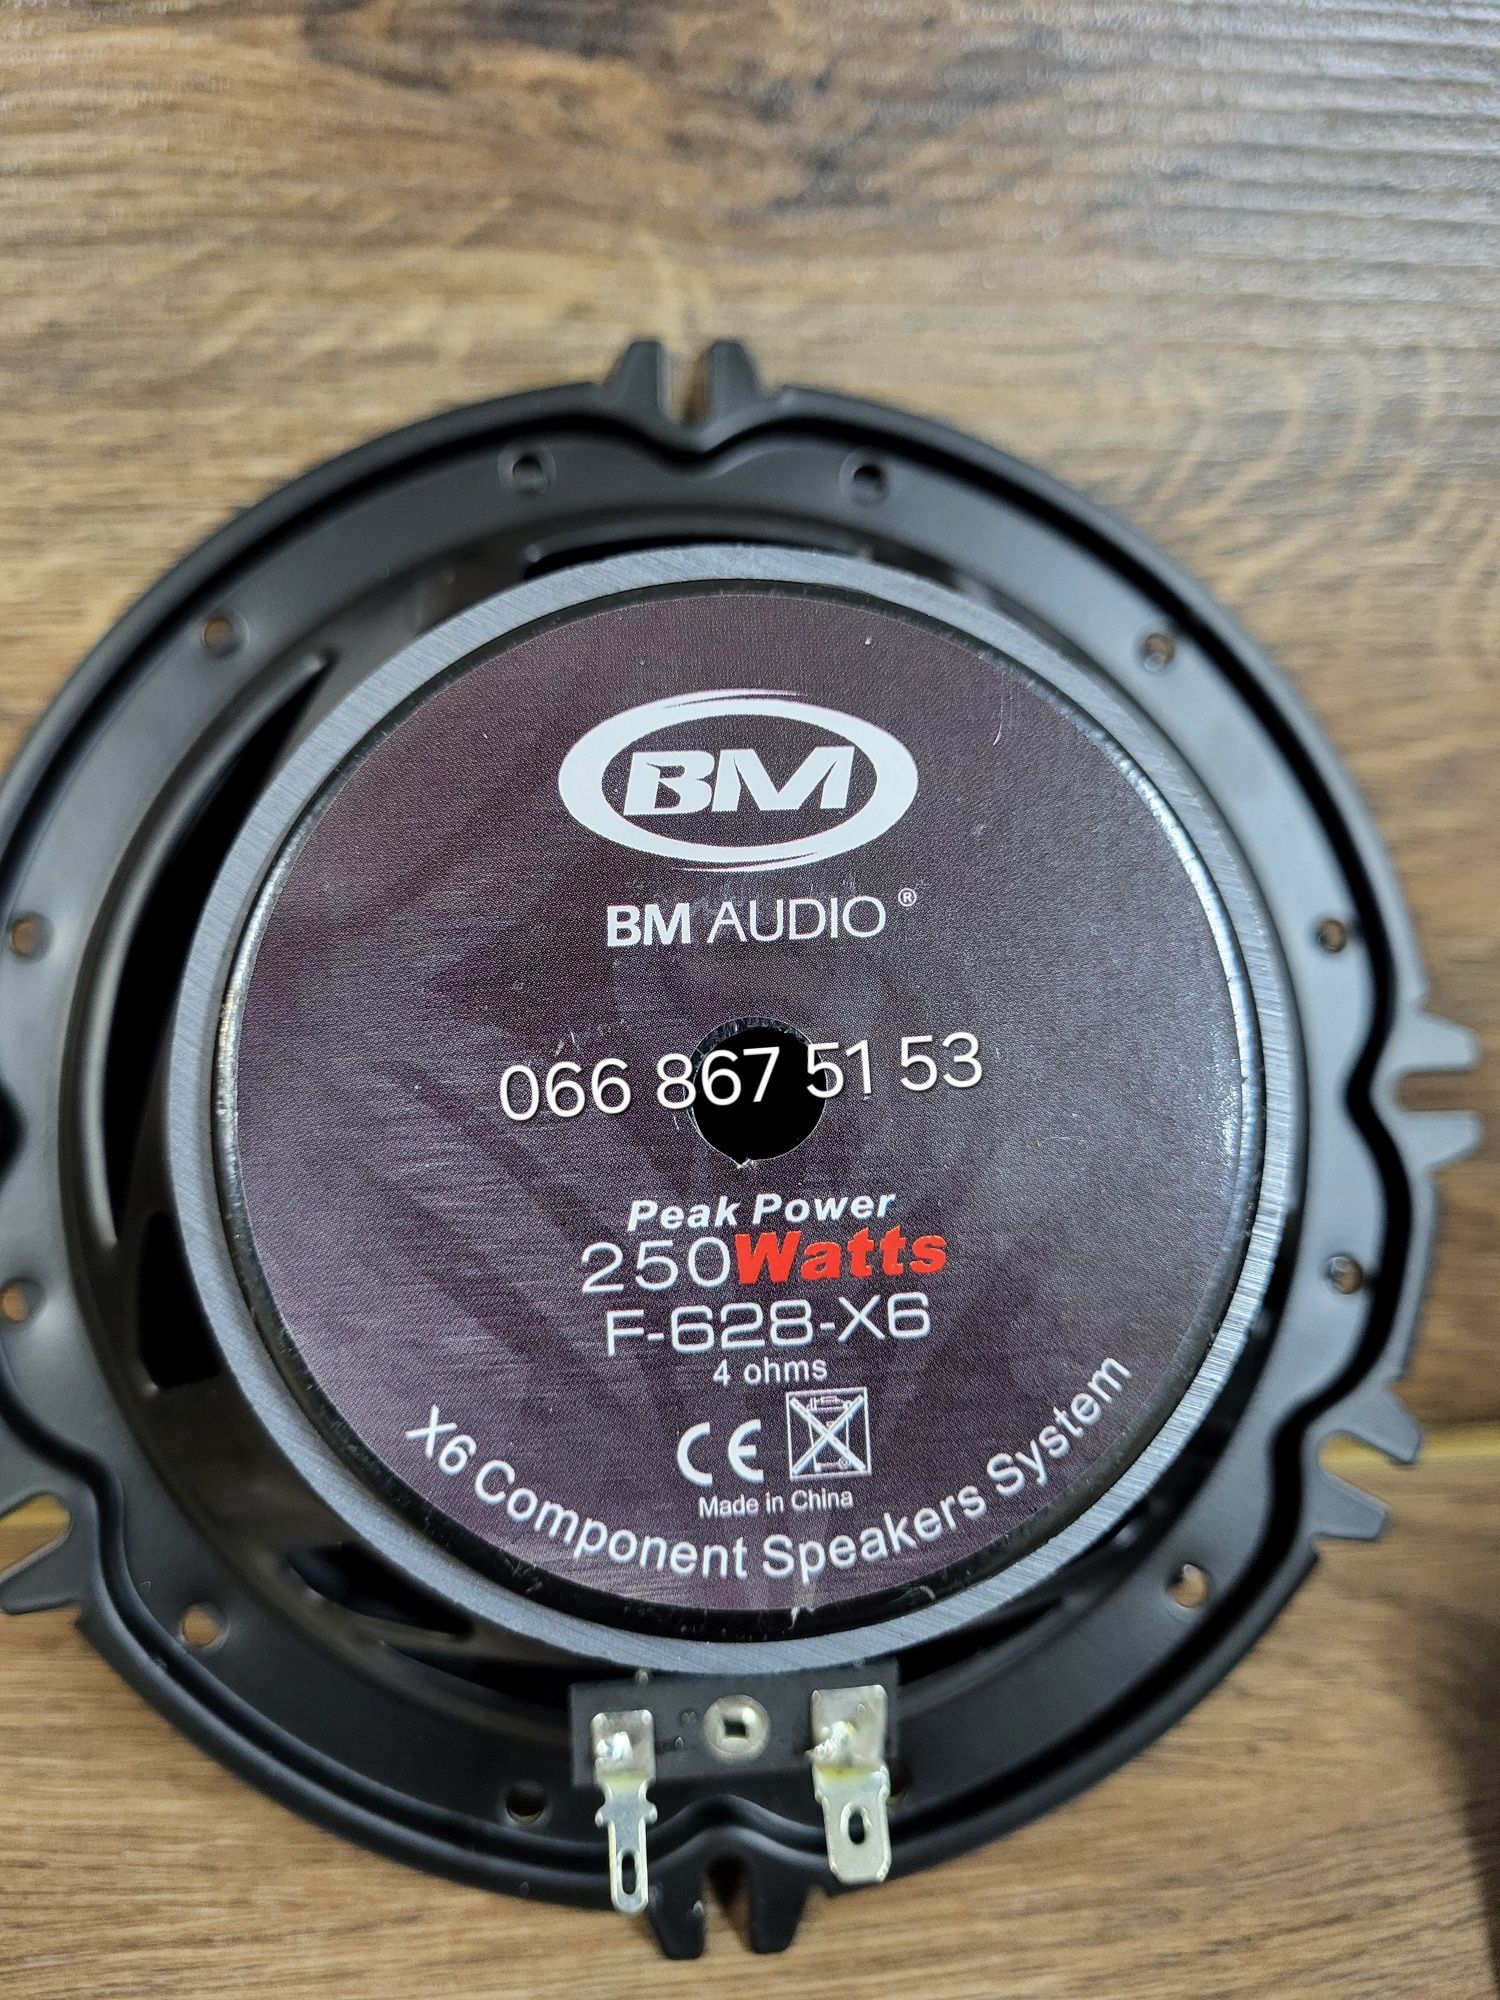 BM
BM AUDIO ®
066 867 51 53
Peak Power
250Watts
F-628-X6
4 ohms
CE
Made in China
X6 Component Speakers System